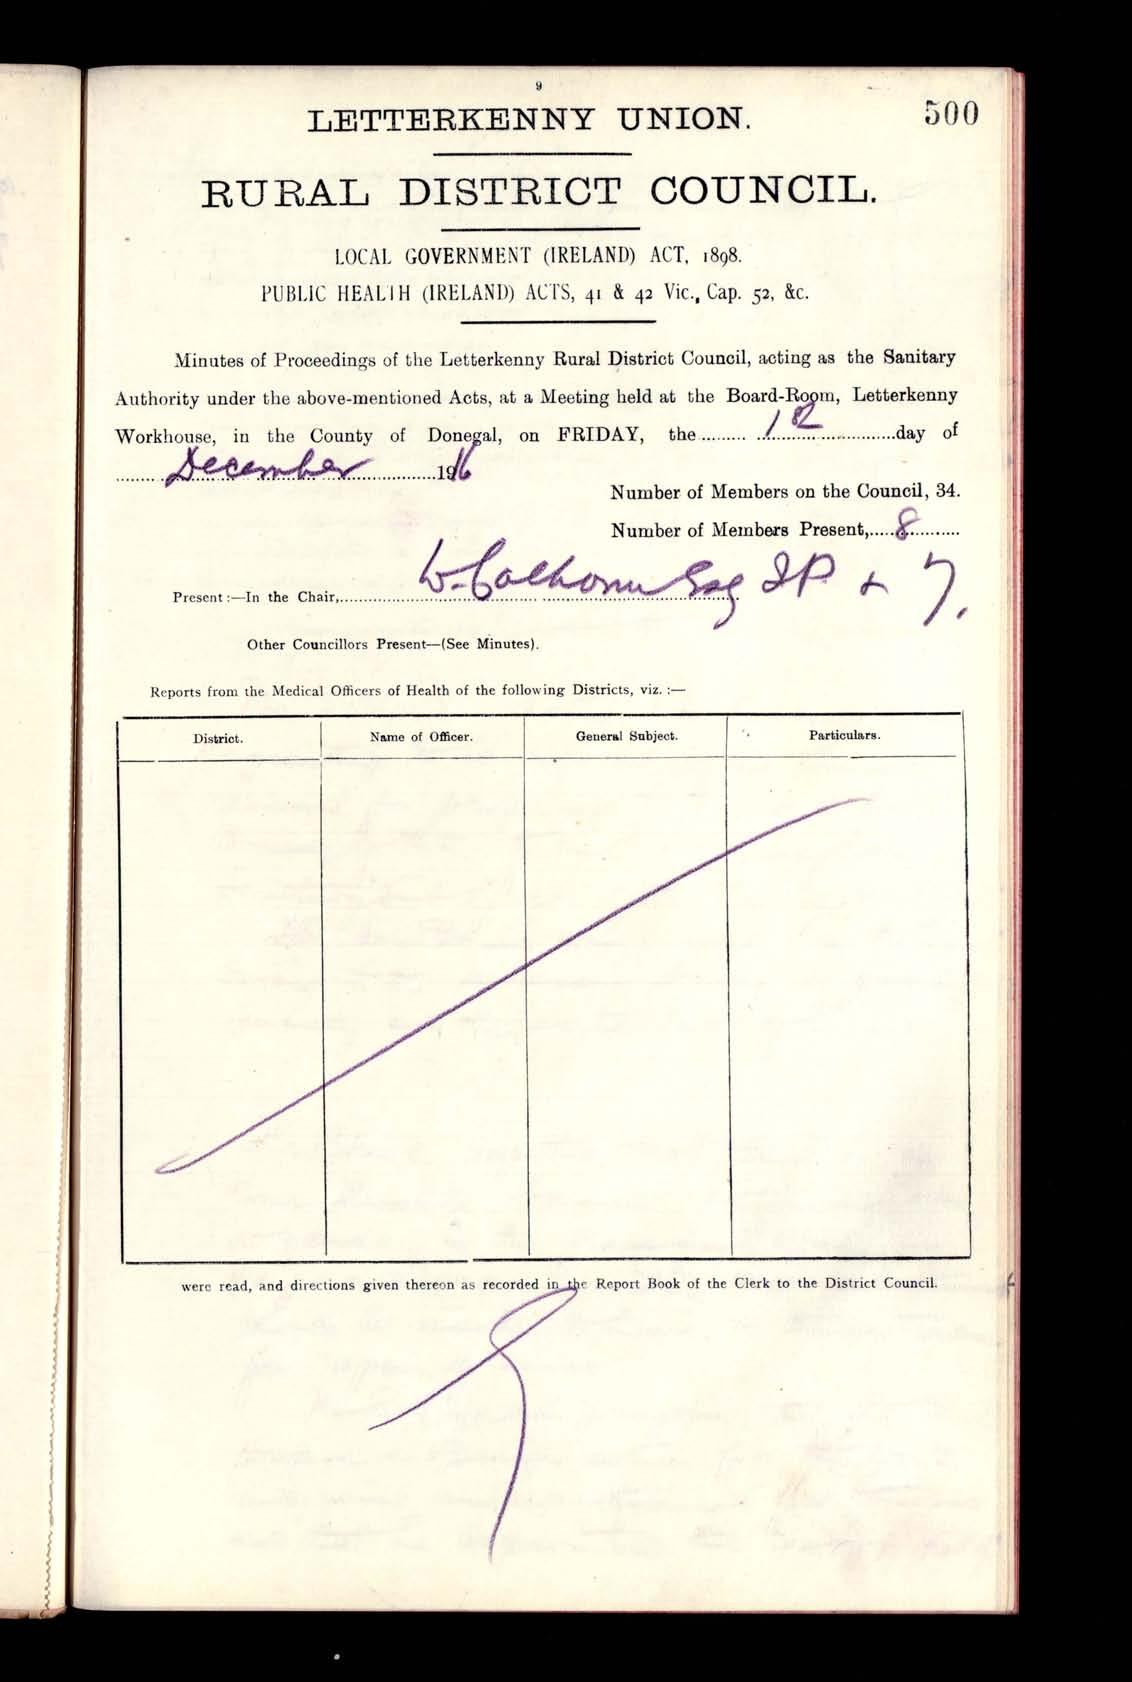 9
LETTERKENNY UNION.
500
RURAL DISTRICT COUNCIL.
LOCAL GOVERNMENT (IRELAND) ACT, 1898.
PUBLIC HEALTH (IRELAND) ACTS, 41 & 42 Vic., Cap. 52, &c.
Minutes of Proceedings of the Letterkenny Rural District Council, acting as the Sanitary
Authority under the above-mentioned Acts, at a Meeting held at the Board-Room, Letterkenny
Workhouse, in the County of Donegal, on FRIDAY, the 1st day of
December 1916
Number of Members on the Council, 34.
Number of Members Present, 8
Present :—In the Chair, W. Calhoun Esq JP & 7.
Other Councillors Present—(See Minutes).
Reports from the Medical Officers of Health of the following Districts, viz. :—
District. Name of Officer. General Subject. Particulars.
were read, and directions given thereon as recorded in the Report Book of the Clerk to the District Council.